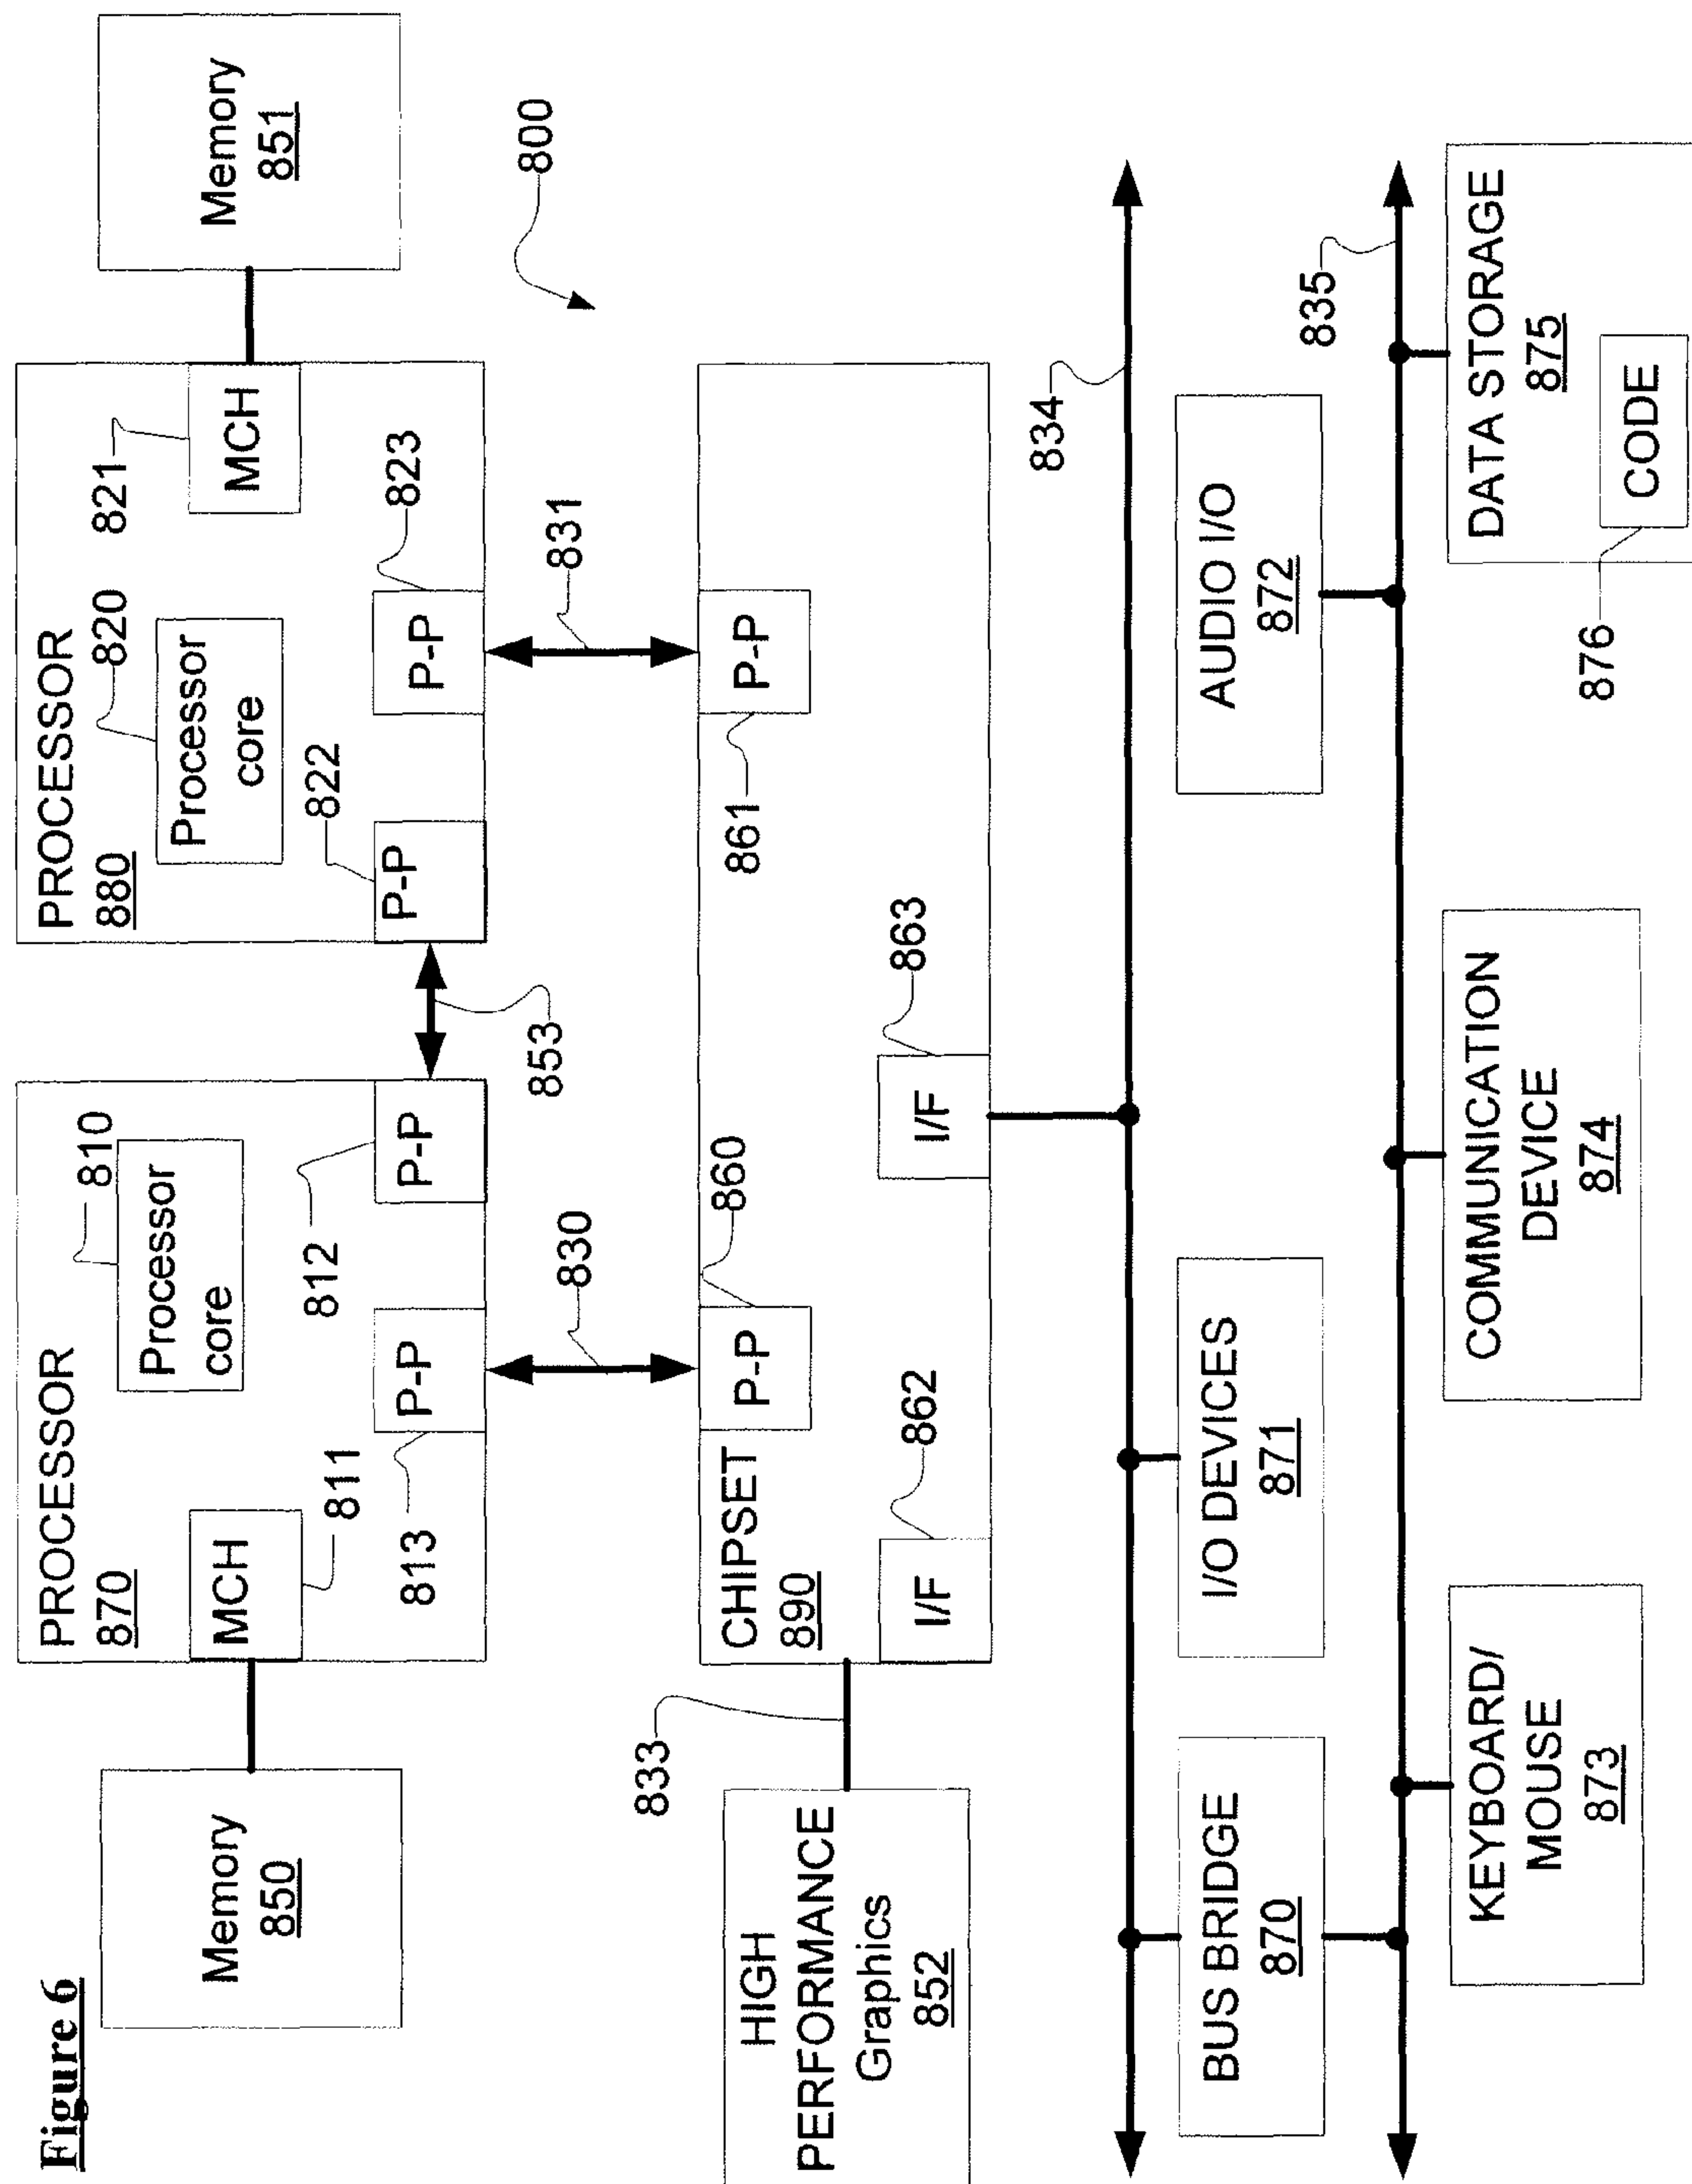 Figure 6
Memory
850
PROCESSOR
870
MCH
811
Processor
core
810
P-P
813
P-P
812
853
PROCESSOR
880
Processor
core
820
MCH
821
P-P
822
P-P
823
Memory
851
830
831
800
HIGH
PERFORMANCE
Graphics
852
833
CHIPSET
890
P-P
860
P-P
861
I/F
862
I/F
863
834
BUS BRIDGE
870
I/O DEVICES
871
AUDIO I/O
872
835
KEYBOARD/
MOUSE
873
COMMUNICATION
DEVICE
874
DATA STORAGE
875
CODE
876